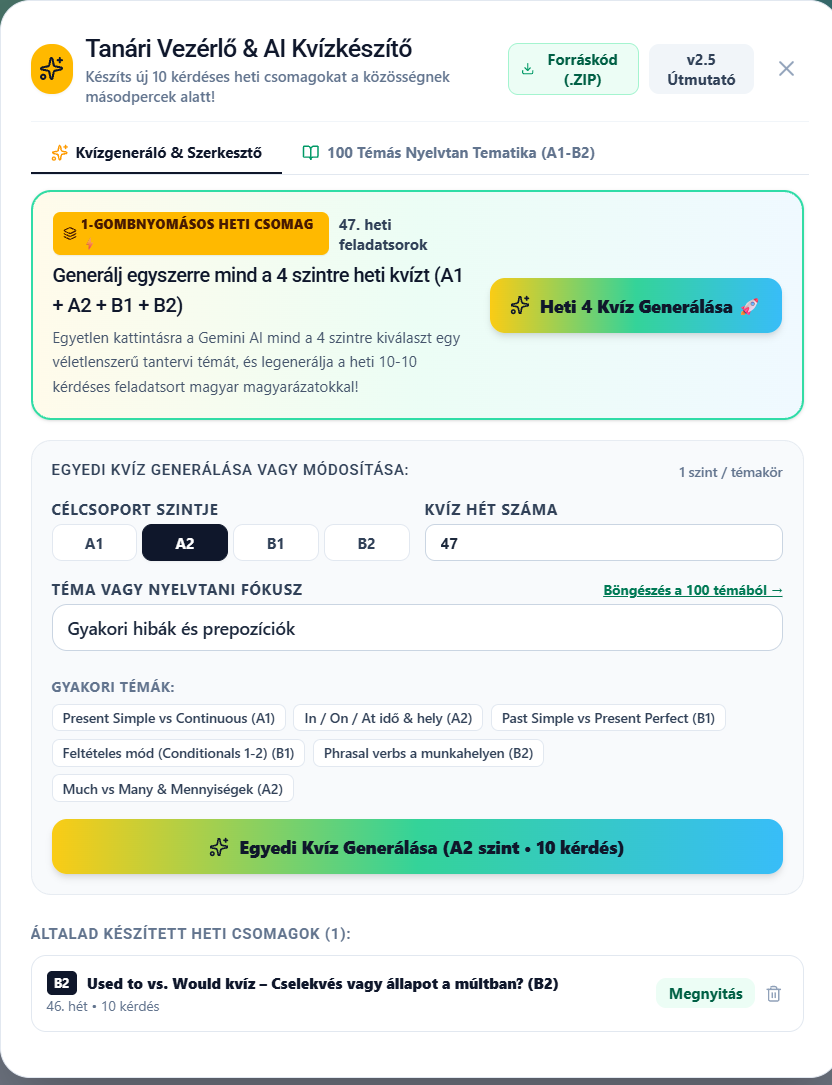 Tanári Vezérlő & AI Kvízkészítő
Készíts új 10 kérdéses heti csomagokat a közösségnek
másodpercek alatt!
Forráskód
(.ZIP)
v2.5
Útmutató
Kvízgeneráló & Szerkesztő
100 Témás Nyelvtan Tematika (A1-B2)
1-GOMBNYOMÁSOS HETI CSOMAG
⚡
47. heti
feladatsorok
Generálj egyszerre mind a 4 szintre heti kvízt (A1
+ A2 + B1 + B2)
Egyetlen kattintásra a Gemini AI mind a 4 szintre kiválaszt egy
véletlenszerű tantervi témát, és legenerálja a heti 10-10
kérdéses feladatsort magyar magyarázatokkal!
Heti 4 Kvíz Generálása 🚀
EGYEDI KVÍZ GENERÁLÁSA VAGY MÓDOSÍTÁSA:
1 szint / témakör
CÉLCSOPORT SZINTJE
A1
A2
B1
B2
KVÍZ HÉT SZÁMA
47
TÉMA VAGY NYELVTANI FÓKUSZ
Böngészés a 100 témából →
Gyakori hibák és prepozíciók
GYAKORI TÉMÁK:
Present Simple vs Continuous (A1)
In / On / At idő & hely (A2)
Past Simple vs Present Perfect (B1)
Feltételes mód (Conditionals 1-2) (B1)
Phrasal verbs a munkahelyen (B2)
Much vs Many & Mennyiségek (A2)
Egyedi Kvíz Generálása (A2 szint • 10 kérdés)
ÁLTALAD KÉSZÍTETT HETI CSOMAGOK (1):
B2
Used to vs. Would kvíz – Cselekvés vagy állapot a múltban? (B2)
46. hét • 10 kérdés
Megnyitás